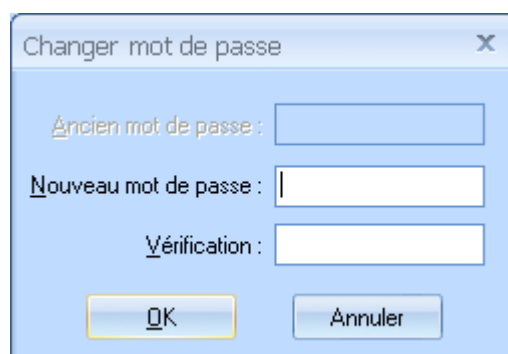 Changer mot de passe
Ancien mot de passe :
Nouveau mot de passe :
Vérification :
OK
Annuler